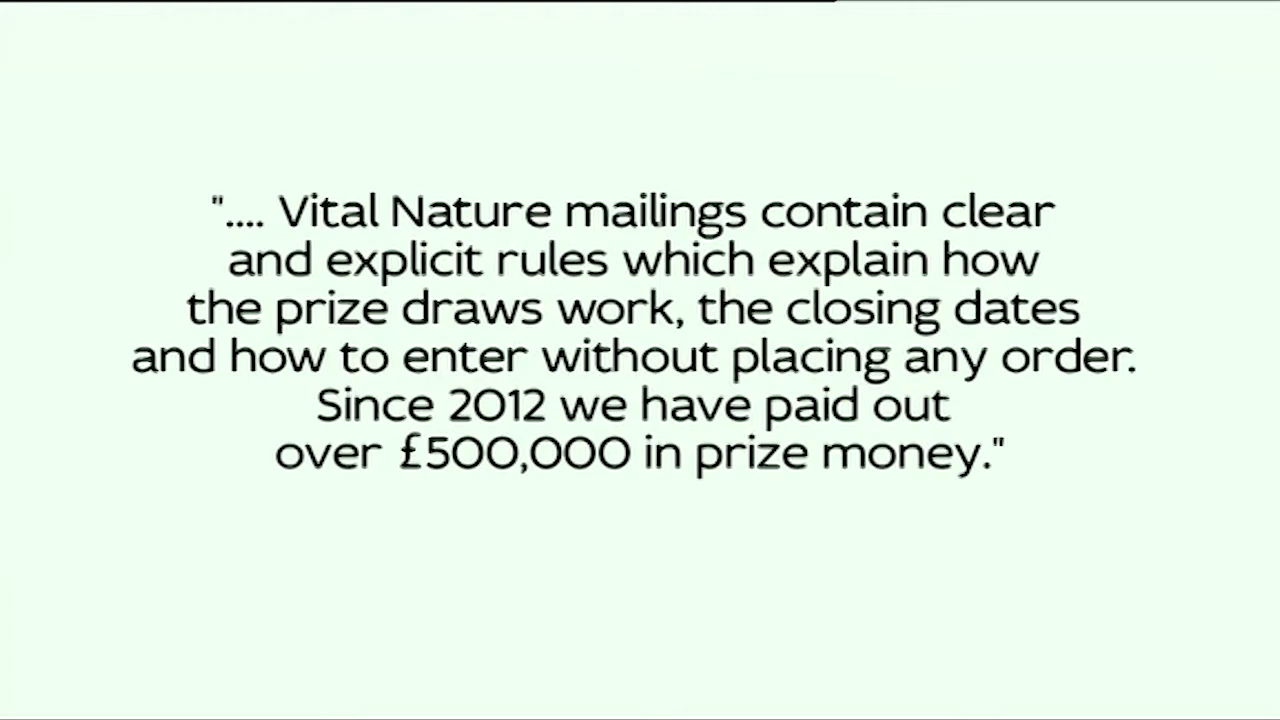 ".... Vital Nature mailings contain clear
and explicit rules which explain how
the prize draws work, the closing dates
and how to enter without placing any order.
Since 2012 we have paid out
over £500,000 in prize money."